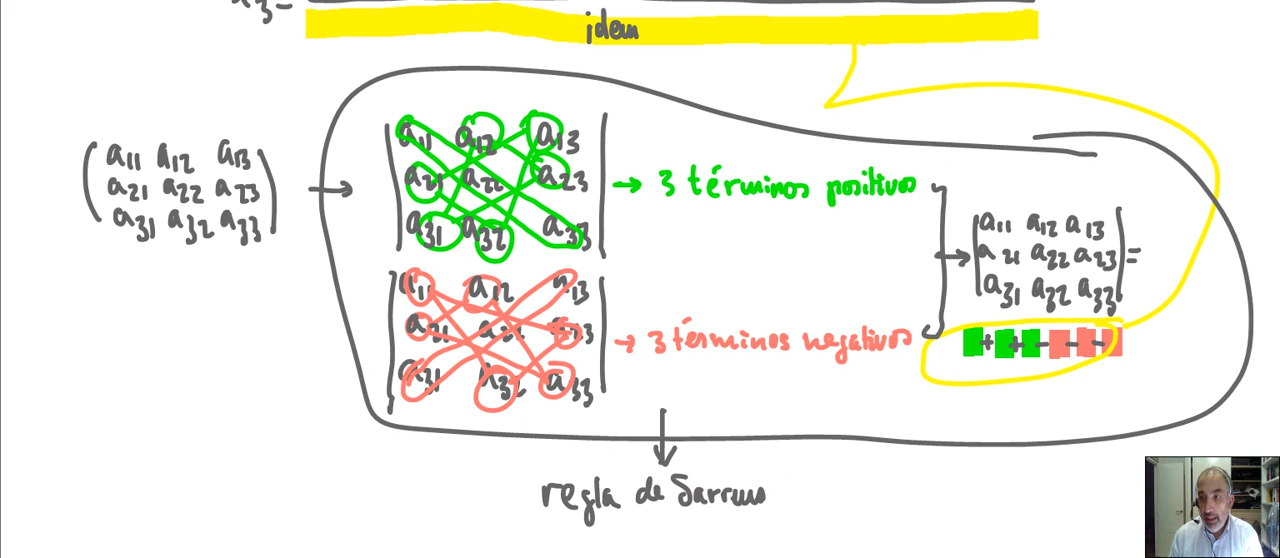 idem
a11 a12 a13
a21 a22 a23
a31 a32 a33
a11 a12 a13
a21 a22 a23
a31 a32 a33
→ 3 términos positivos
a11 a12 a13
a21 a22 a23
a31 a32 a33
→ 3 términos negativos
a11 a12 a13
a21 a22 a23 =
a31 a32 a33
+ + - - -
regla de Sarrus